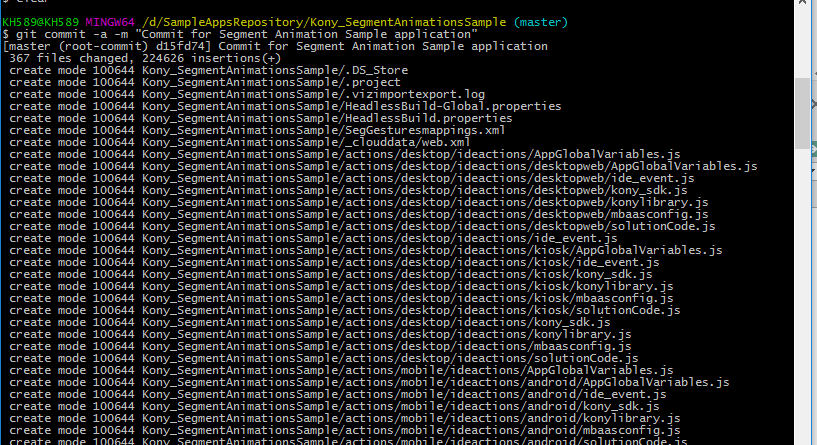 $ clear
KH589@KH589 MINGW64 /d/SampleAppsRepository/Kony_SegmentAnimationsSample (master)
$ git commit -a -m "Commit for Segment Animation Sample application"
[master (root-commit) d15fd74] Commit for Segment Animation Sample application
367 files changed, 224626 insertions(+)
create mode 100644 Kony_SegmentAnimationsSample/.DS_Store
create mode 100644 Kony_SegmentAnimationsSample/.project
create mode 100644 Kony_SegmentAnimationsSample/.vizimportexport.log
create mode 100644 Kony_SegmentAnimationsSample/HeadlessBuild-Global.properties
create mode 100644 Kony_SegmentAnimationsSample/HeadlessBuild.properties
create mode 100644 Kony_SegmentAnimationsSample/SegGesturesmappings.xml
create mode 100644 Kony_SegmentAnimationsSample/_clouddata/web.xml
create mode 100644 Kony_SegmentAnimationsSample/actions/desktop/ideactions/AppGlobalVariables.js
create mode 100644 Kony_SegmentAnimationsSample/actions/desktop/ideactions/desktopweb/AppGlobalVariables.js
create mode 100644 Kony_SegmentAnimationsSample/actions/desktop/ideactions/desktopweb/ide_event.js
create mode 100644 Kony_SegmentAnimationsSample/actions/desktop/ideactions/desktopweb/kony_sdk.js
create mode 100644 Kony_SegmentAnimationsSample/actions/desktop/ideactions/desktopweb/konylibrary.js
create mode 100644 Kony_SegmentAnimationsSample/actions/desktop/ideactions/desktopweb/mbaasconfig.js
create mode 100644 Kony_SegmentAnimationsSample/actions/desktop/ideactions/desktopweb/solutionCode.js
create mode 100644 Kony_SegmentAnimationsSample/actions/desktop/ideactions/ide_event.js
create mode 100644 Kony_SegmentAnimationsSample/actions/desktop/ideactions/kiosk/AppGlobalVariables.js
create mode 100644 Kony_SegmentAnimationsSample/actions/desktop/ideactions/kiosk/ide_event.js
create mode 100644 Kony_SegmentAnimationsSample/actions/desktop/ideactions/kiosk/kony_sdk.js
create mode 100644 Kony_SegmentAnimationsSample/actions/desktop/ideactions/kiosk/konylibrary.js
create mode 100644 Kony_SegmentAnimationsSample/actions/desktop/ideactions/kiosk/mbaasconfig.js
create mode 100644 Kony_SegmentAnimationsSample/actions/desktop/ideactions/kiosk/solutionCode.js
create mode 100644 Kony_SegmentAnimationsSample/actions/desktop/ideactions/kony_sdk.js
create mode 100644 Kony_SegmentAnimationsSample/actions/desktop/ideactions/konylibrary.js
create mode 100644 Kony_SegmentAnimationsSample/actions/desktop/ideactions/mbaasconfig.js
create mode 100644 Kony_SegmentAnimationsSample/actions/desktop/ideactions/solutionCode.js
create mode 100644 Kony_SegmentAnimationsSample/actions/mobile/ideactions/AppGlobalVariables.js
create mode 100644 Kony_SegmentAnimationsSample/actions/mobile/ideactions/android/AppGlobalVariables.js
create mode 100644 Kony_SegmentAnimationsSample/actions/mobile/ideactions/android/ide_event.js
create mode 100644 Kony_SegmentAnimationsSample/actions/mobile/ideactions/android/kony_sdk.js
create mode 100644 Kony_SegmentAnimationsSample/actions/mobile/ideactions/android/konylibrary.js
create mode 100644 Kony_SegmentAnimationsSample/actions/mobile/ideactions/android/mbaasconfig.js
create mode 100644 Kony_SegmentAnimationsSample/actions/mobile/ideactions/android/solutionCode.js